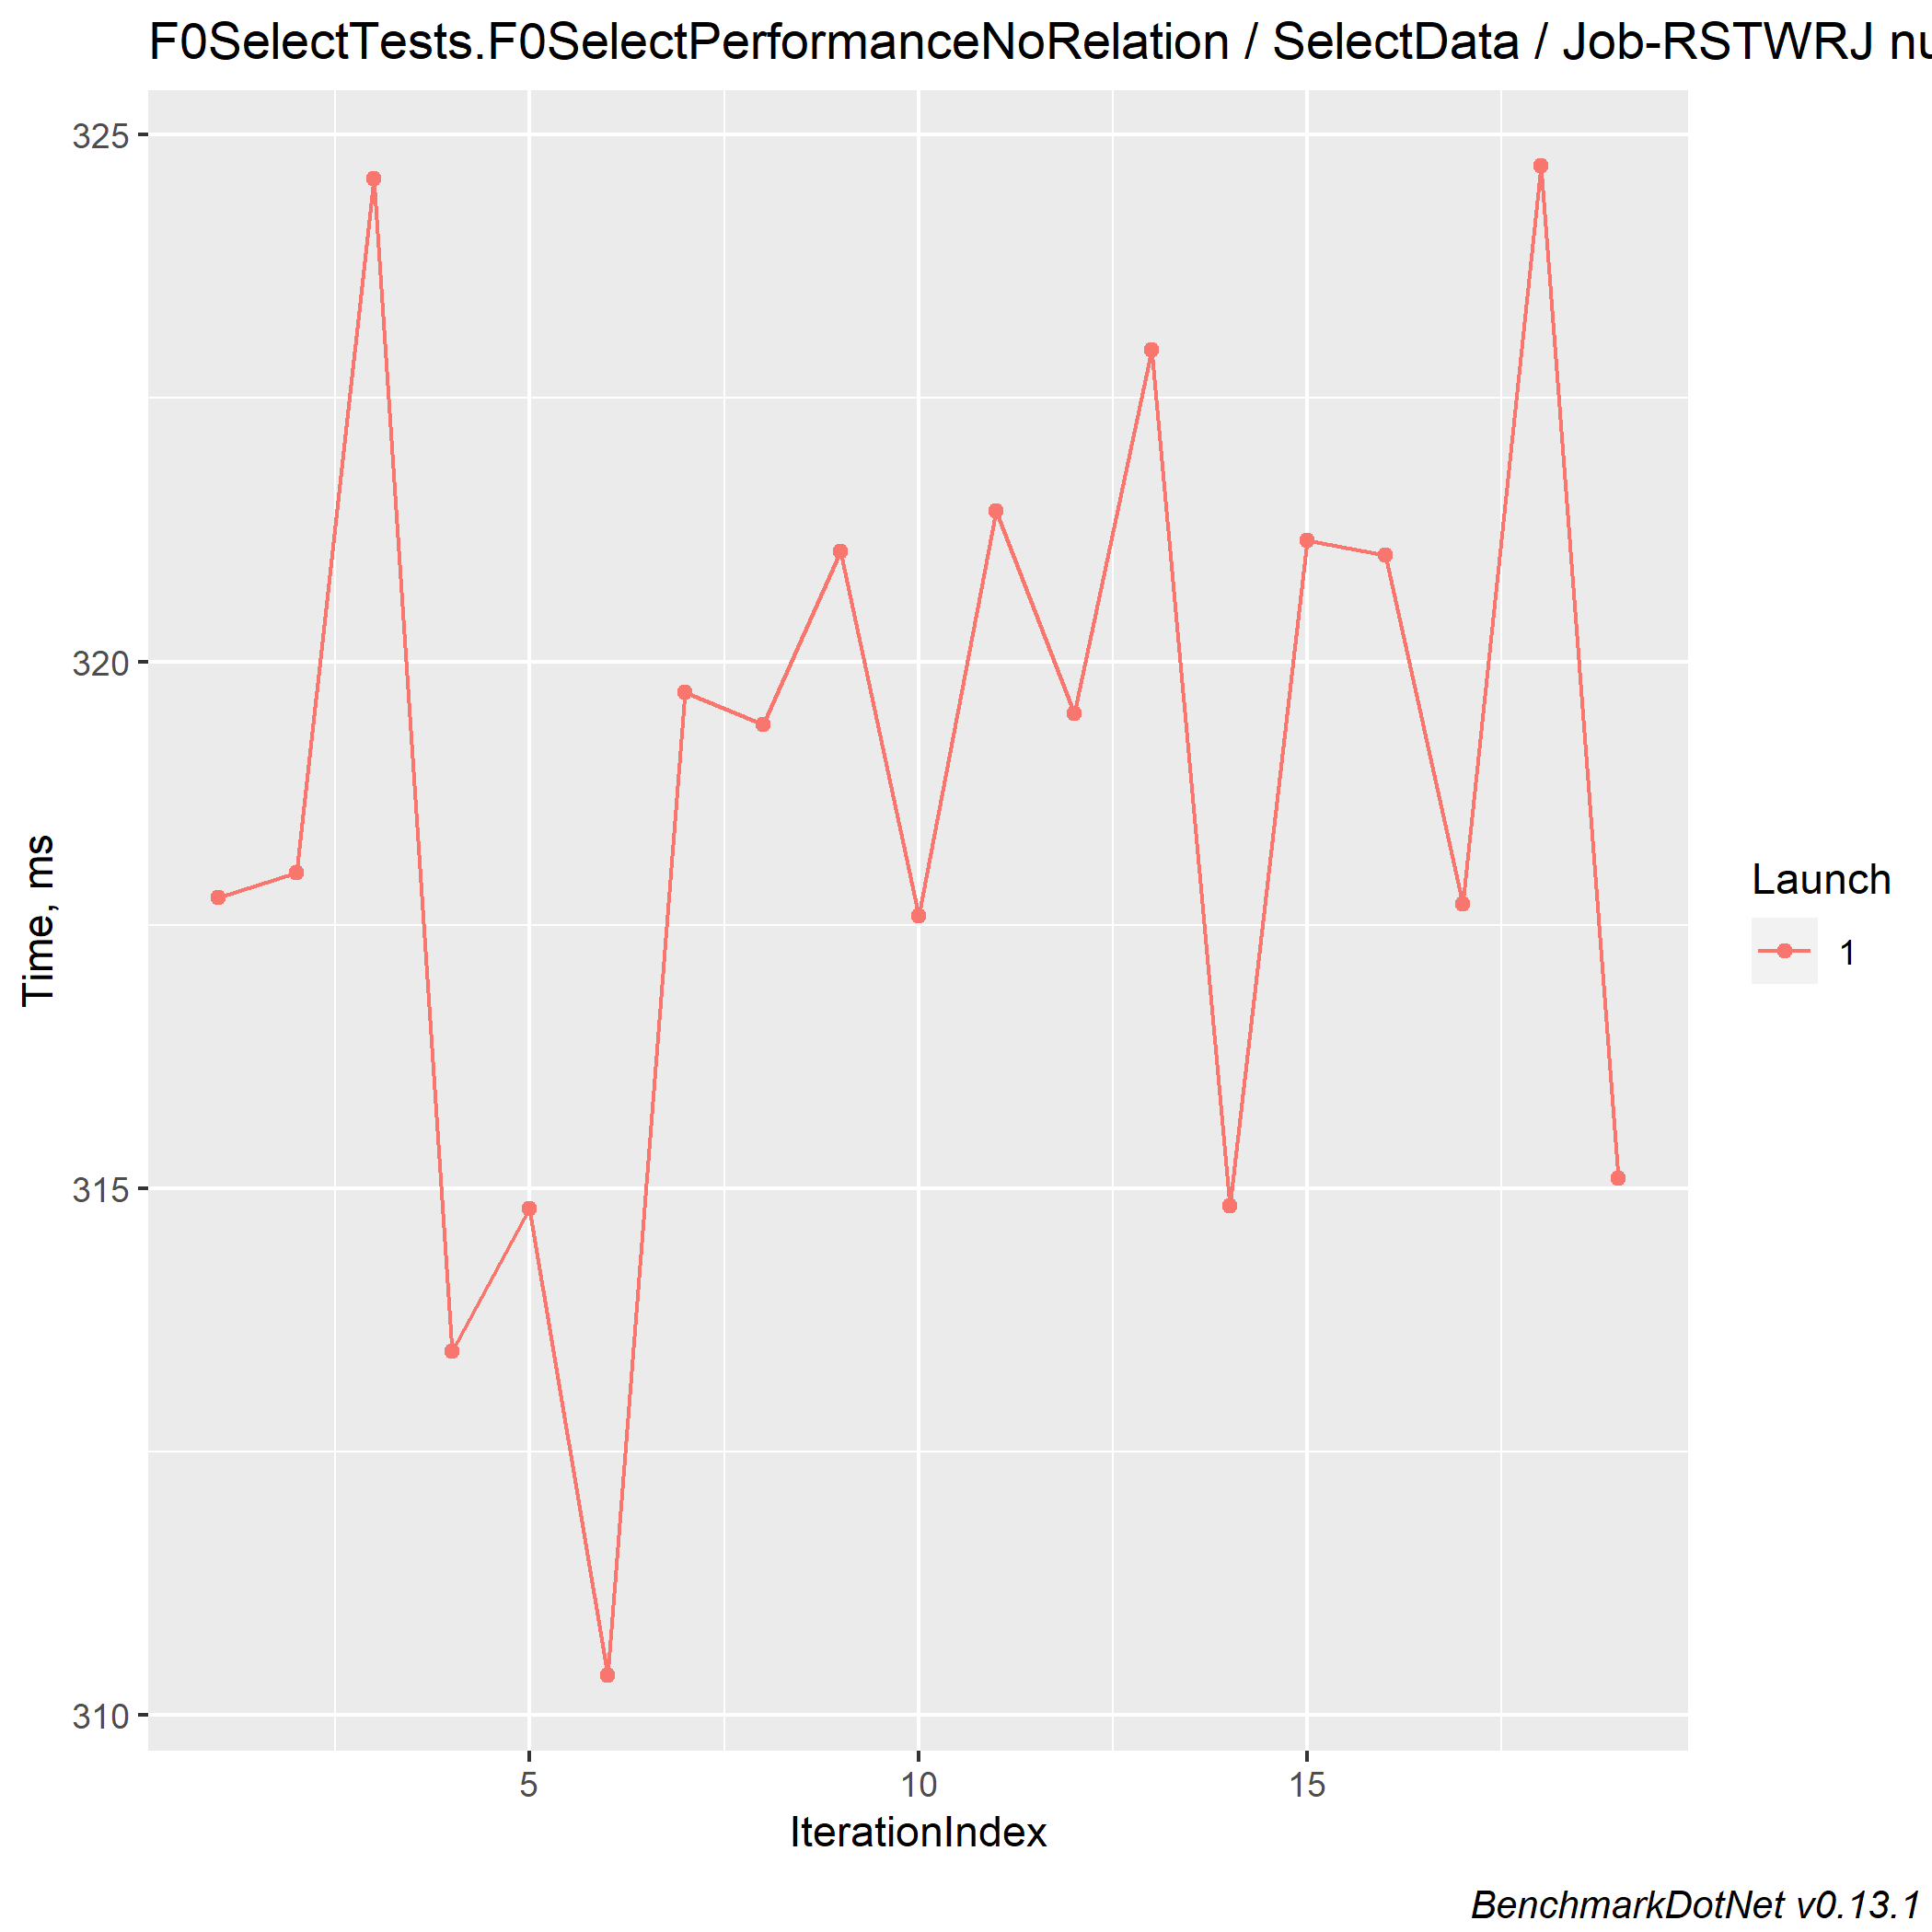 F0SelectTests.F0SelectPerformanceNoRelation / SelectData / Job-RSTWRJ nu
325
320
315
310
Time, ms
5 10 15
IterationIndex
Launch
1
BenchmarkDotNet v0.13.1